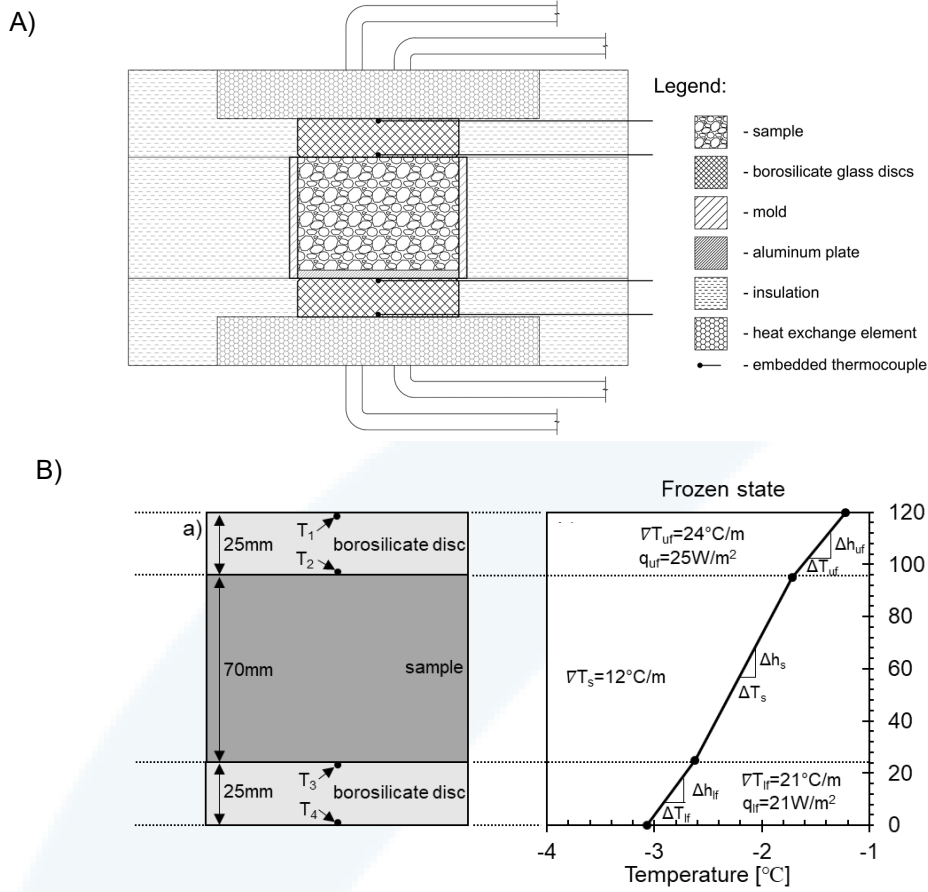 A)
Legend:
- sample
- borosilicate glass discs
- mold
- aluminum plate
- insulation
- heat exchange element
- embedded thermocouple
B)
Frozen state
a)
25mm
T₁
borosilicate disc
T₂
70mm
sample
25mm
T₃
borosilicate disc
T₄
∇Tuf=24°C/m
quf=25W/m²
Δhuf
ΔTuf
∇Ts=12°C/m
Δhs
ΔTs
∇Tlf=21°C/m
qlf=21W/m²
Δhlf
ΔTlf
120
100
80
60
40
20
0
-4 -3 -2 -1
Temperature [°C]